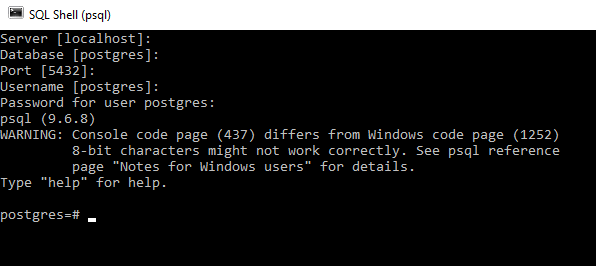 SQL Shell (psql)
Server [localhost]:
Database [postgres]:
Port [5432]:
Username [postgres]:
Password for user postgres:
psql (9.6.8)
WARNING: Console code page (437) differs from Windows code page (1252)
         8-bit characters might not work correctly. See psql reference
         page "Notes for Windows users" for details.
Type "help" for help.
postgres=#